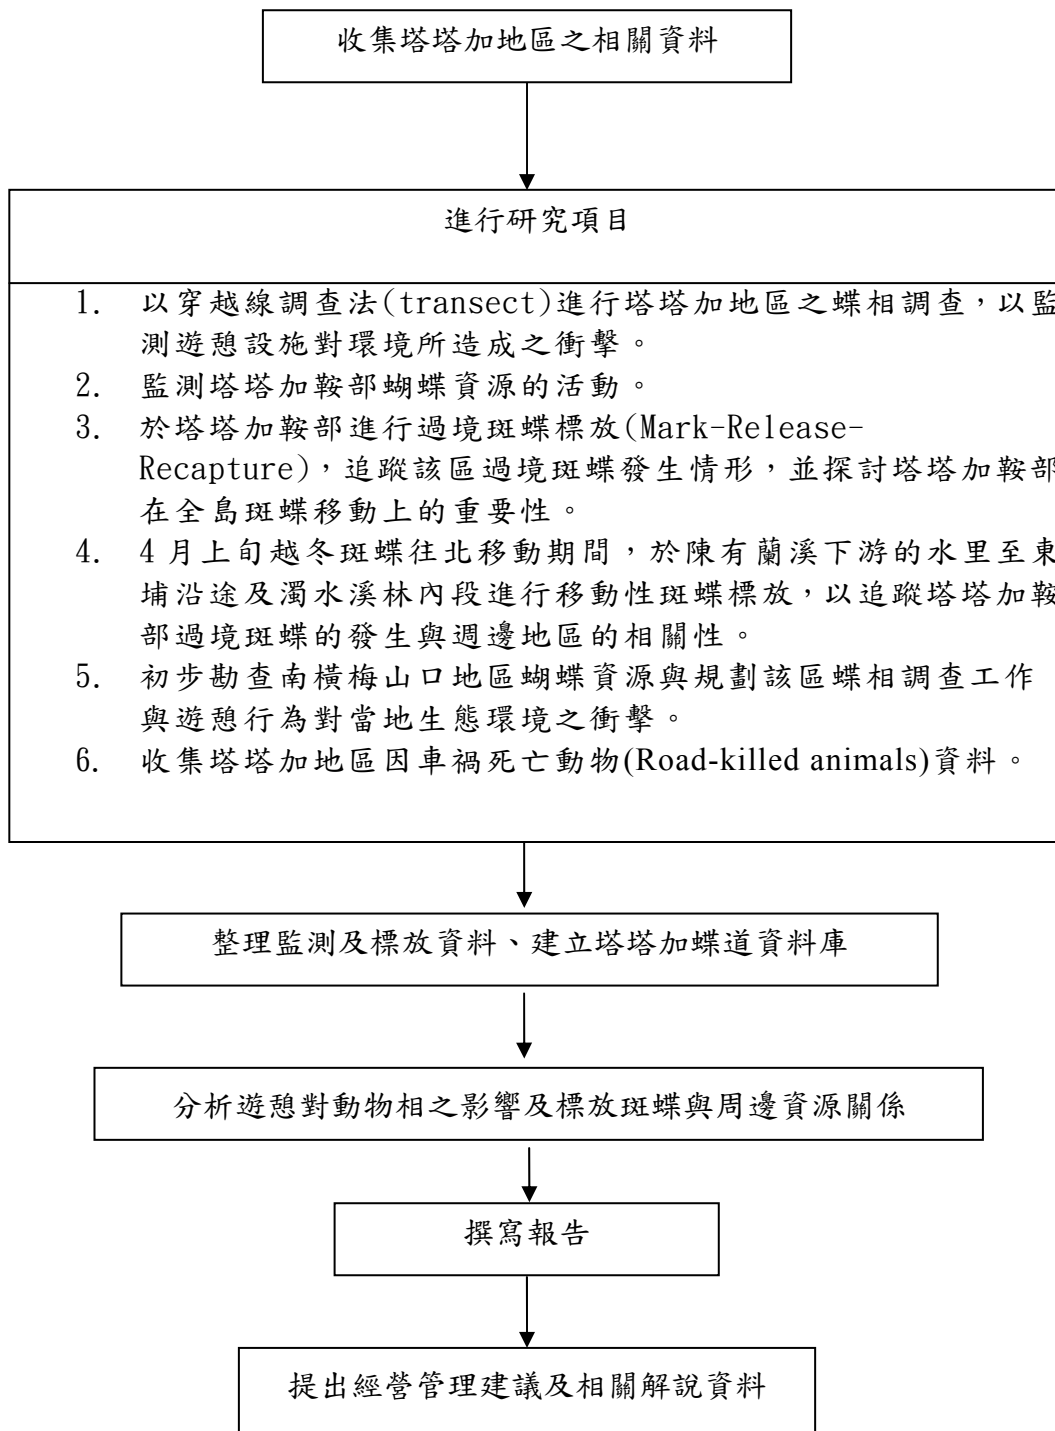 收集塔塔加地區之相關資料
進行研究項目
1. 以穿越線調查法(transect)進行塔塔加地區之蝶相調查，以監
測遊憩設施對環境所造成之衝擊。
2. 監測塔塔加鞍部蝴蝶資源的活動。
3. 於塔塔加鞍部進行過境斑蝶標放(Mark-Release-
Recapture)，追蹤該區過境斑蝶發生情形，並探討塔塔加鞍部
在全島斑蝶移動上的重要性。
4. 4月上旬越冬斑蝶往北移動期間，於陳有蘭溪下游的水里至東
埔沿途及濁水溪林內段進行移動性斑蝶標放，以追蹤塔塔加鞍
部過境斑蝶的發生與週邊地區的相關性。
5. 初步勘查南橫梅山口地區蝴蝶資源與規劃該區蝶相調查工作
與遊憩行為對當地生態環境之衝擊。
6. 收集塔塔加地區因車禍死亡動物(Road-killed animals)資料。
整理監測及標放資料、建立塔塔加蝶道資料庫
分析遊憩對動物相之影響及標放斑蝶與周邊資源關係
撰寫報告
提出經營管理建議及相關解說資料